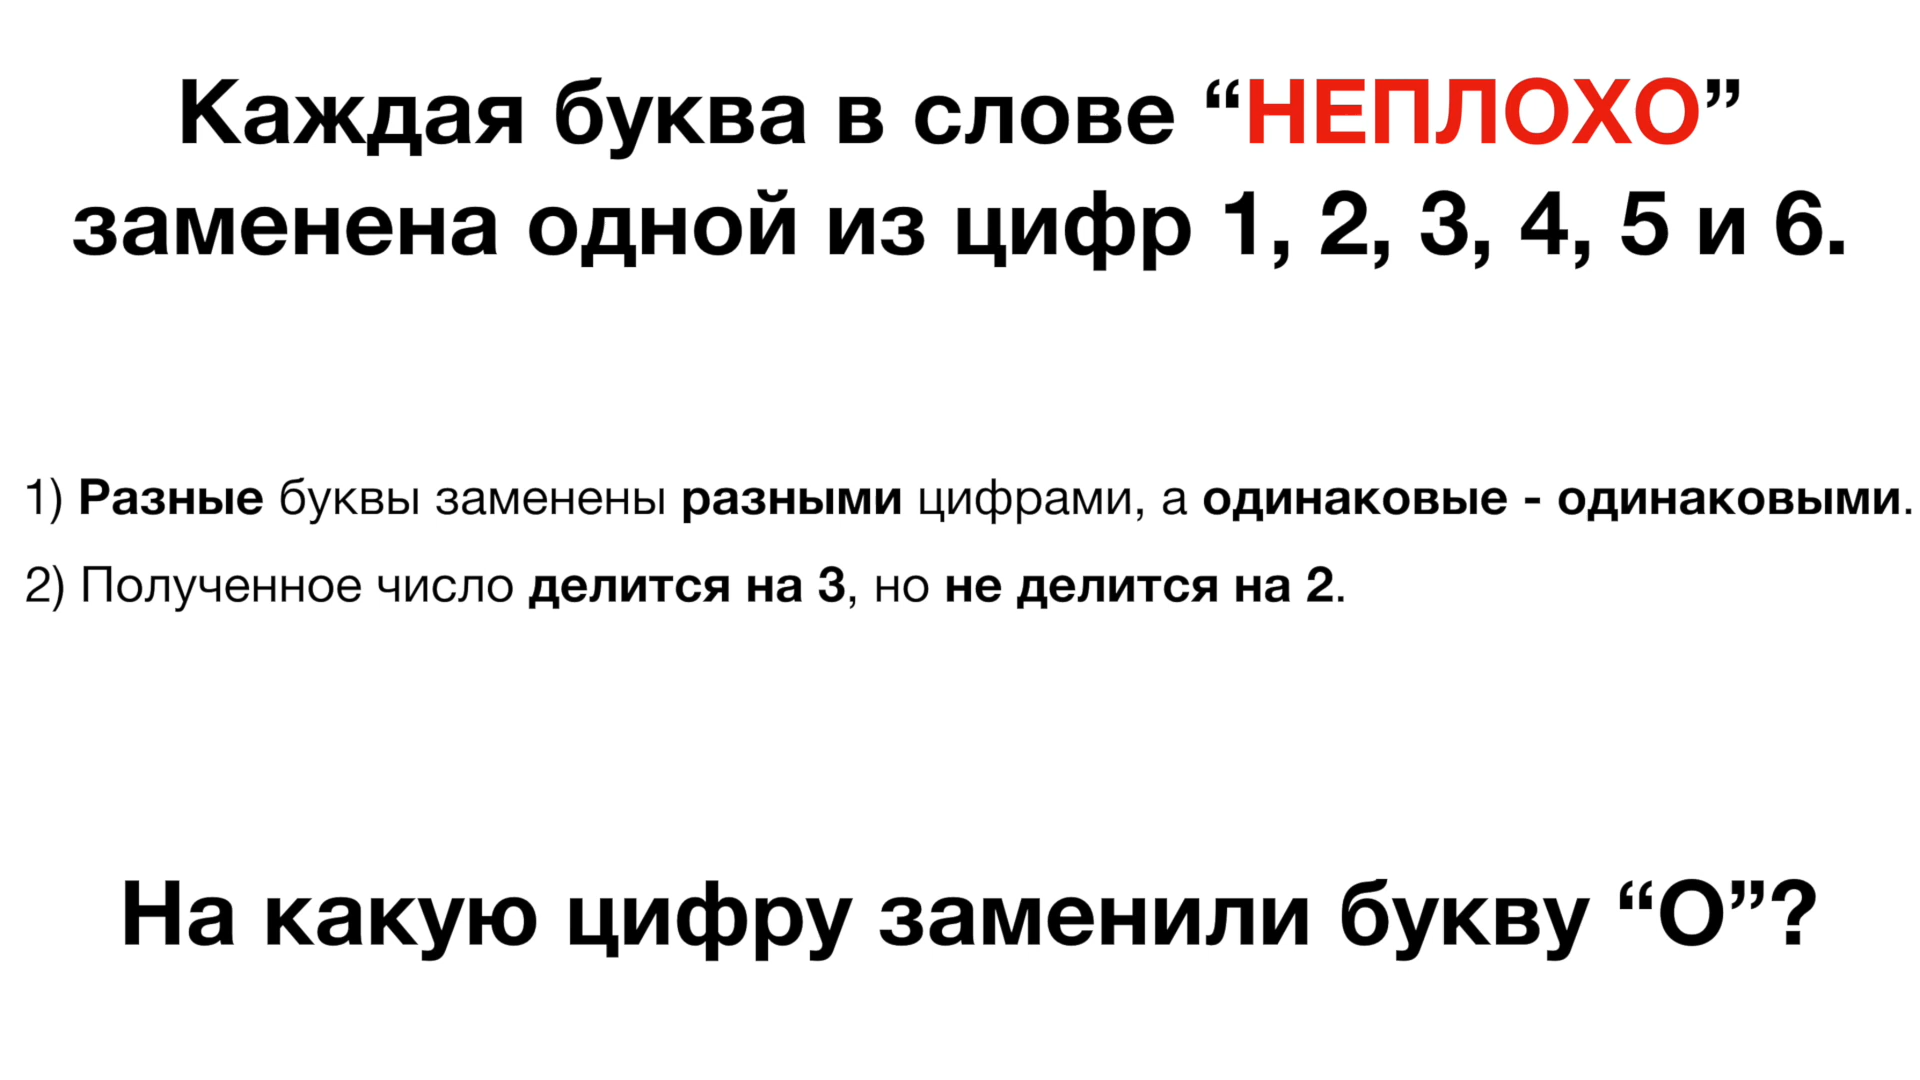 Каждая буква в слове “НЕПЛОХО”
заменена одной из цифр 1, 2, 3, 4, 5 и 6.
1) Разные буквы заменены разными цифрами, а одинаковые - одинаковыми.
2) Полученное число делится на 3, но не делится на 2.
На какую цифру заменили букву “О”?